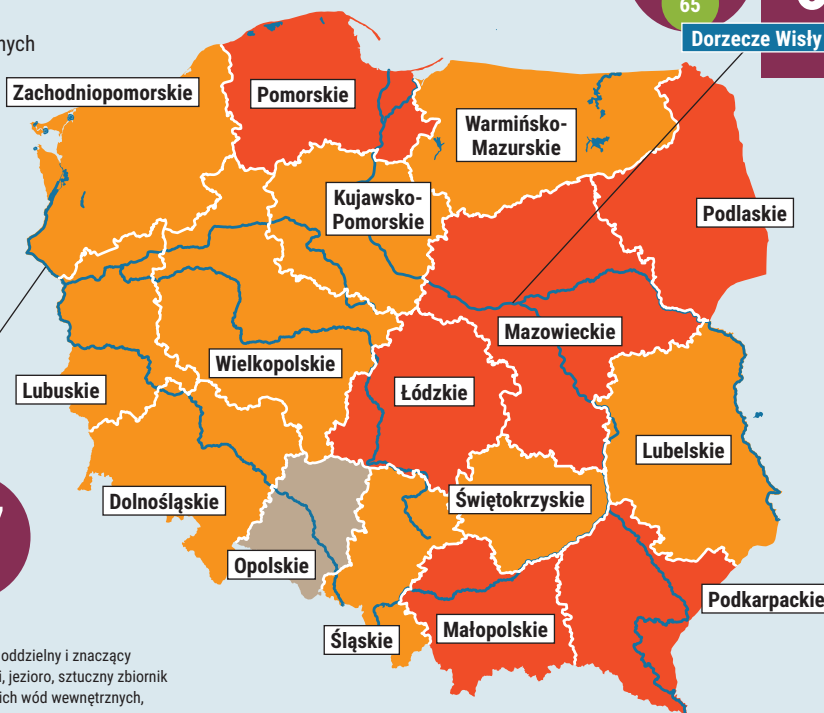 nych
65
Dorzecze Wisły
Zachodniopomorskie
Pomorskie
Warmińsko-
Mazurskie
Kujawsko-
Pomorskie
Podlaskie
Mazowieckie
Wielkopolskie
Lubuskie
Łódzkie
Lubelskie
Dolnośląskie
Świętokrzyskie
Opolskie
Podkarpackie
Śląskie
Małopolskie
oddzielny i znaczący
i, jezioro, sztuczny zbiornik
ich wód wewnętrznych,